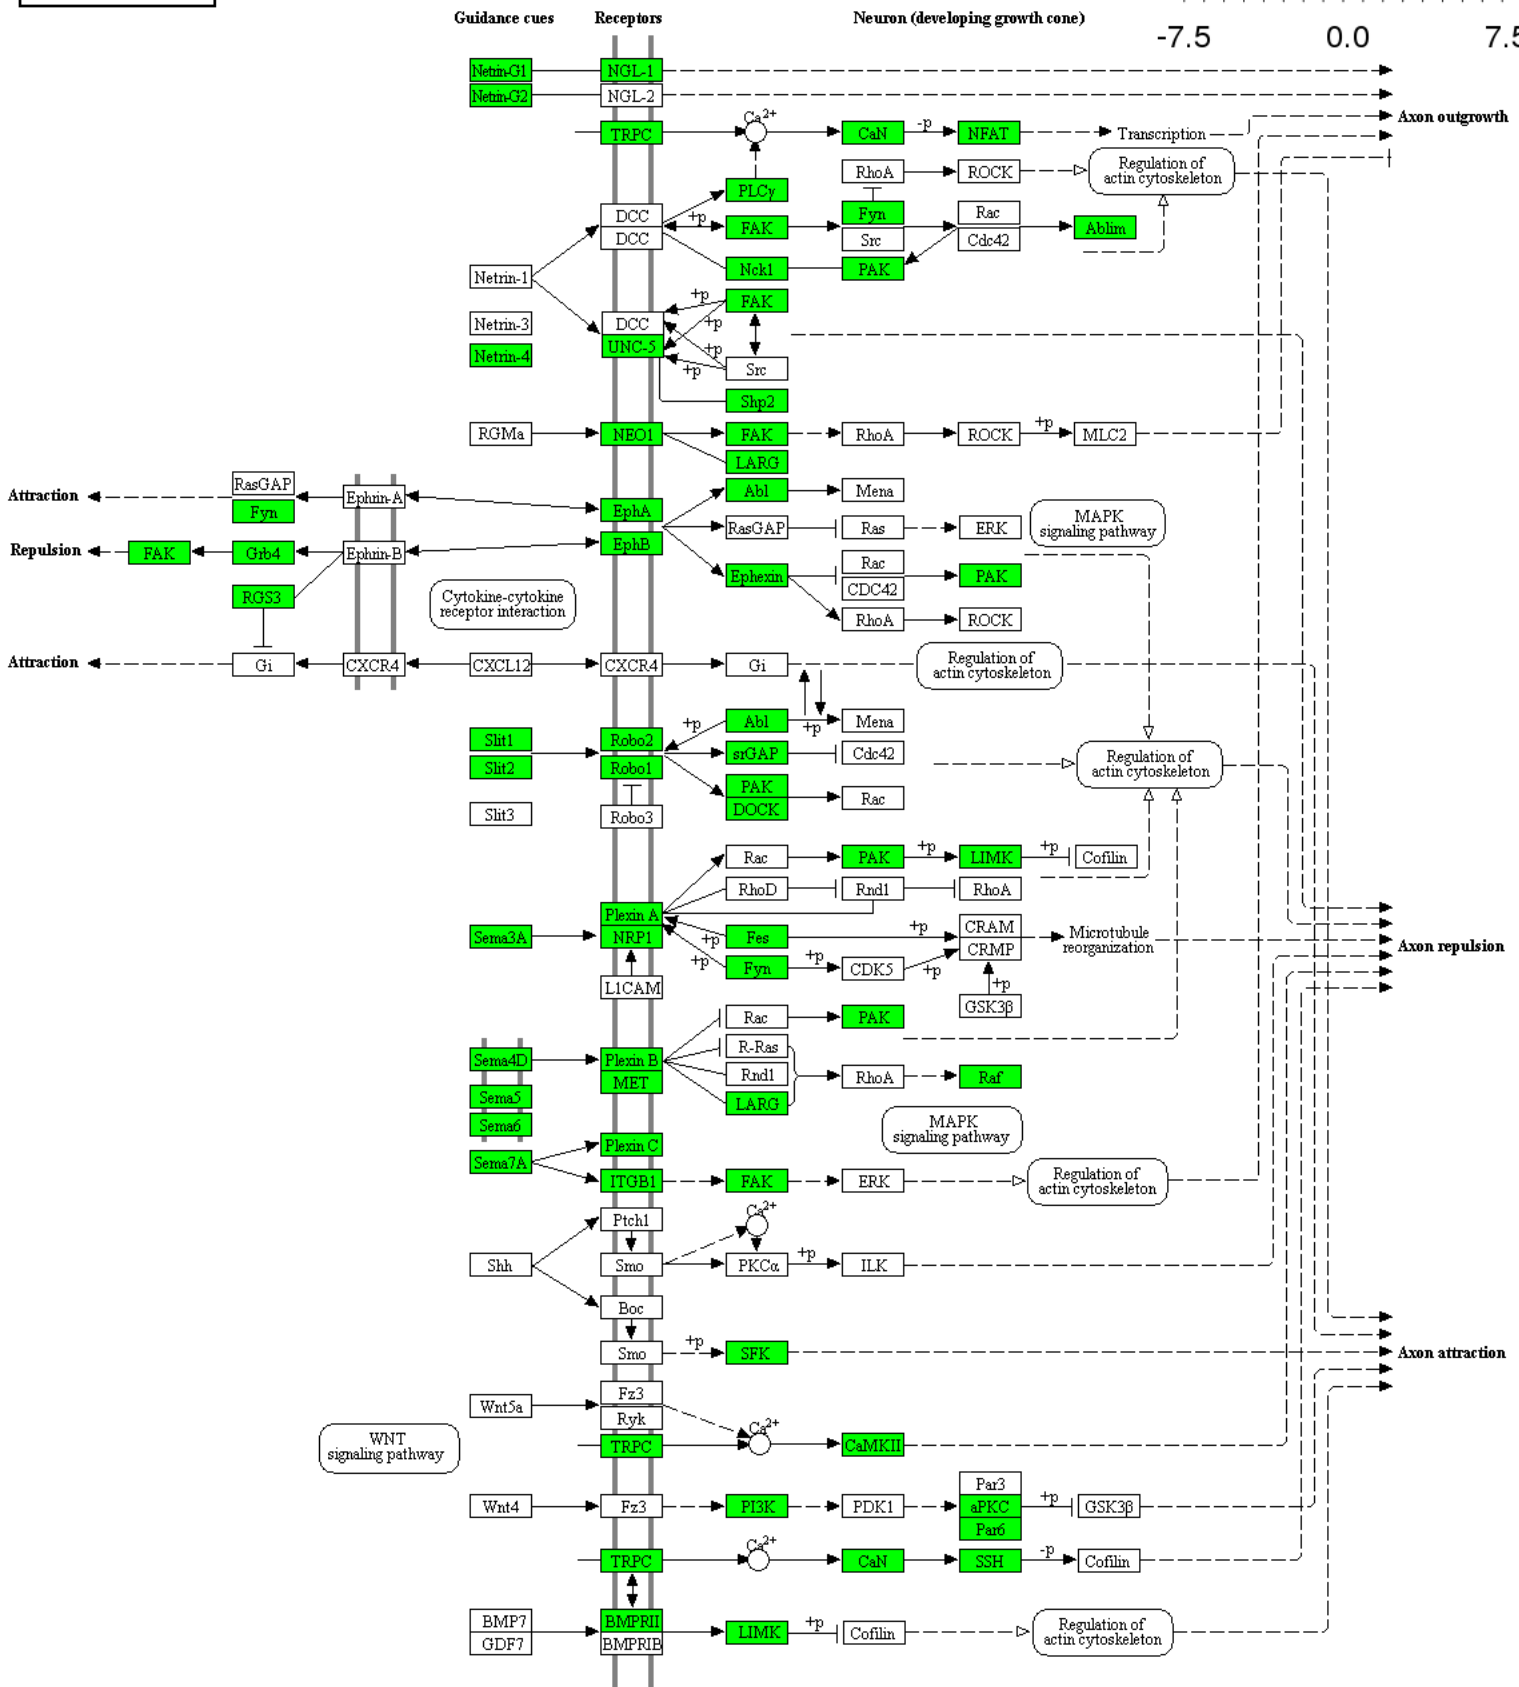 Guidance cues Receptors Neuron (developing growth cone)
-7.5 0.0 7.5
Netrin-G1 NGL-1
Netrin-G2 NGL-2
Axon outgrowth
TRPC Ca2+ CaN -p NFAT Transcription
RhoA ROCK Regulation of
actin cytoskeleton
PLCγ
DCC +p FAK Fyn Rac Ablim
DCC Src Cdc42
Nck1 PAK
Netrin-1
+p FAK
Netrin-3 DCC +p
Netrin-4 UNC-5 +p
+p Src
Shp2
RGMa NEO1 FAK RhoA ROCK +p MLC2
LARG
Attraction RasGAP Ephrin-A Abl Mena
Fyn EphA
RasGAP Ras ERK MAPK
signaling pathway
Repulsion FAK Grb4 Ephrin-B EphB
Ephexin Rac PAK
CDC42
RGS3 Cytokine-cytokine
receptor interaction
RhoA ROCK
Attraction Gi CXCR4 CXCL12 CXCR4 Gi Regulation of
actin cytoskeleton
+p Abl +p Mena
Slit1 Robo2 srGAP Cdc42
Slit2 Robo1
Regulation of
actin cytoskeleton
PAK Rac
DOCK
Slit3 Robo3
Rac PAK +p LIMK +p Cofilin
RhoD Rnd1 RhoA
Plexin A
Sema3A NRP1 +p Fes +p CRAM Microtubule
reorganization
CRMP
Axon repulsion
+p Fyn +p CDK5 +p
L1CAM +p
GSK3β
Rac PAK
R-Ras
Sema4D Plexin B
MET Rnd1 RhoA Raf
Sema5 LARG
Sema6 MAPK
signaling pathway
Plexin C
Sema7A
ITGB1 FAK ERK Regulation of
actin cytoskeleton
Ptch1 Ca2+
Shh Smo PKCα +p ILK
Boc
Smo +p SFK
Axon attraction
Fz3
Wnt5a Ryk Ca2+
WNT
signaling pathway
TRPC CaMKII
Par3
Wnt4 Fz3 PI3K PDK1 aPKC +p GSK3β
Par6
TRPC Ca2+ CaN SSH -p Cofilin
BMP7 BMPRII LIMK +p Cofilin Regulation of
actin cytoskeleton
GDF7 BMPRIB